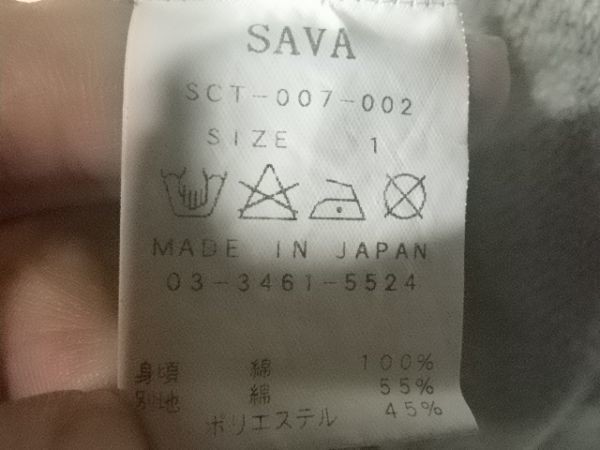 SAVA
SCT-007-002
SIZE 1
MADE IN JAPAN
03-3461-5524
身頃 綿 100%
別地 綿 55%
ポリエステル 45%